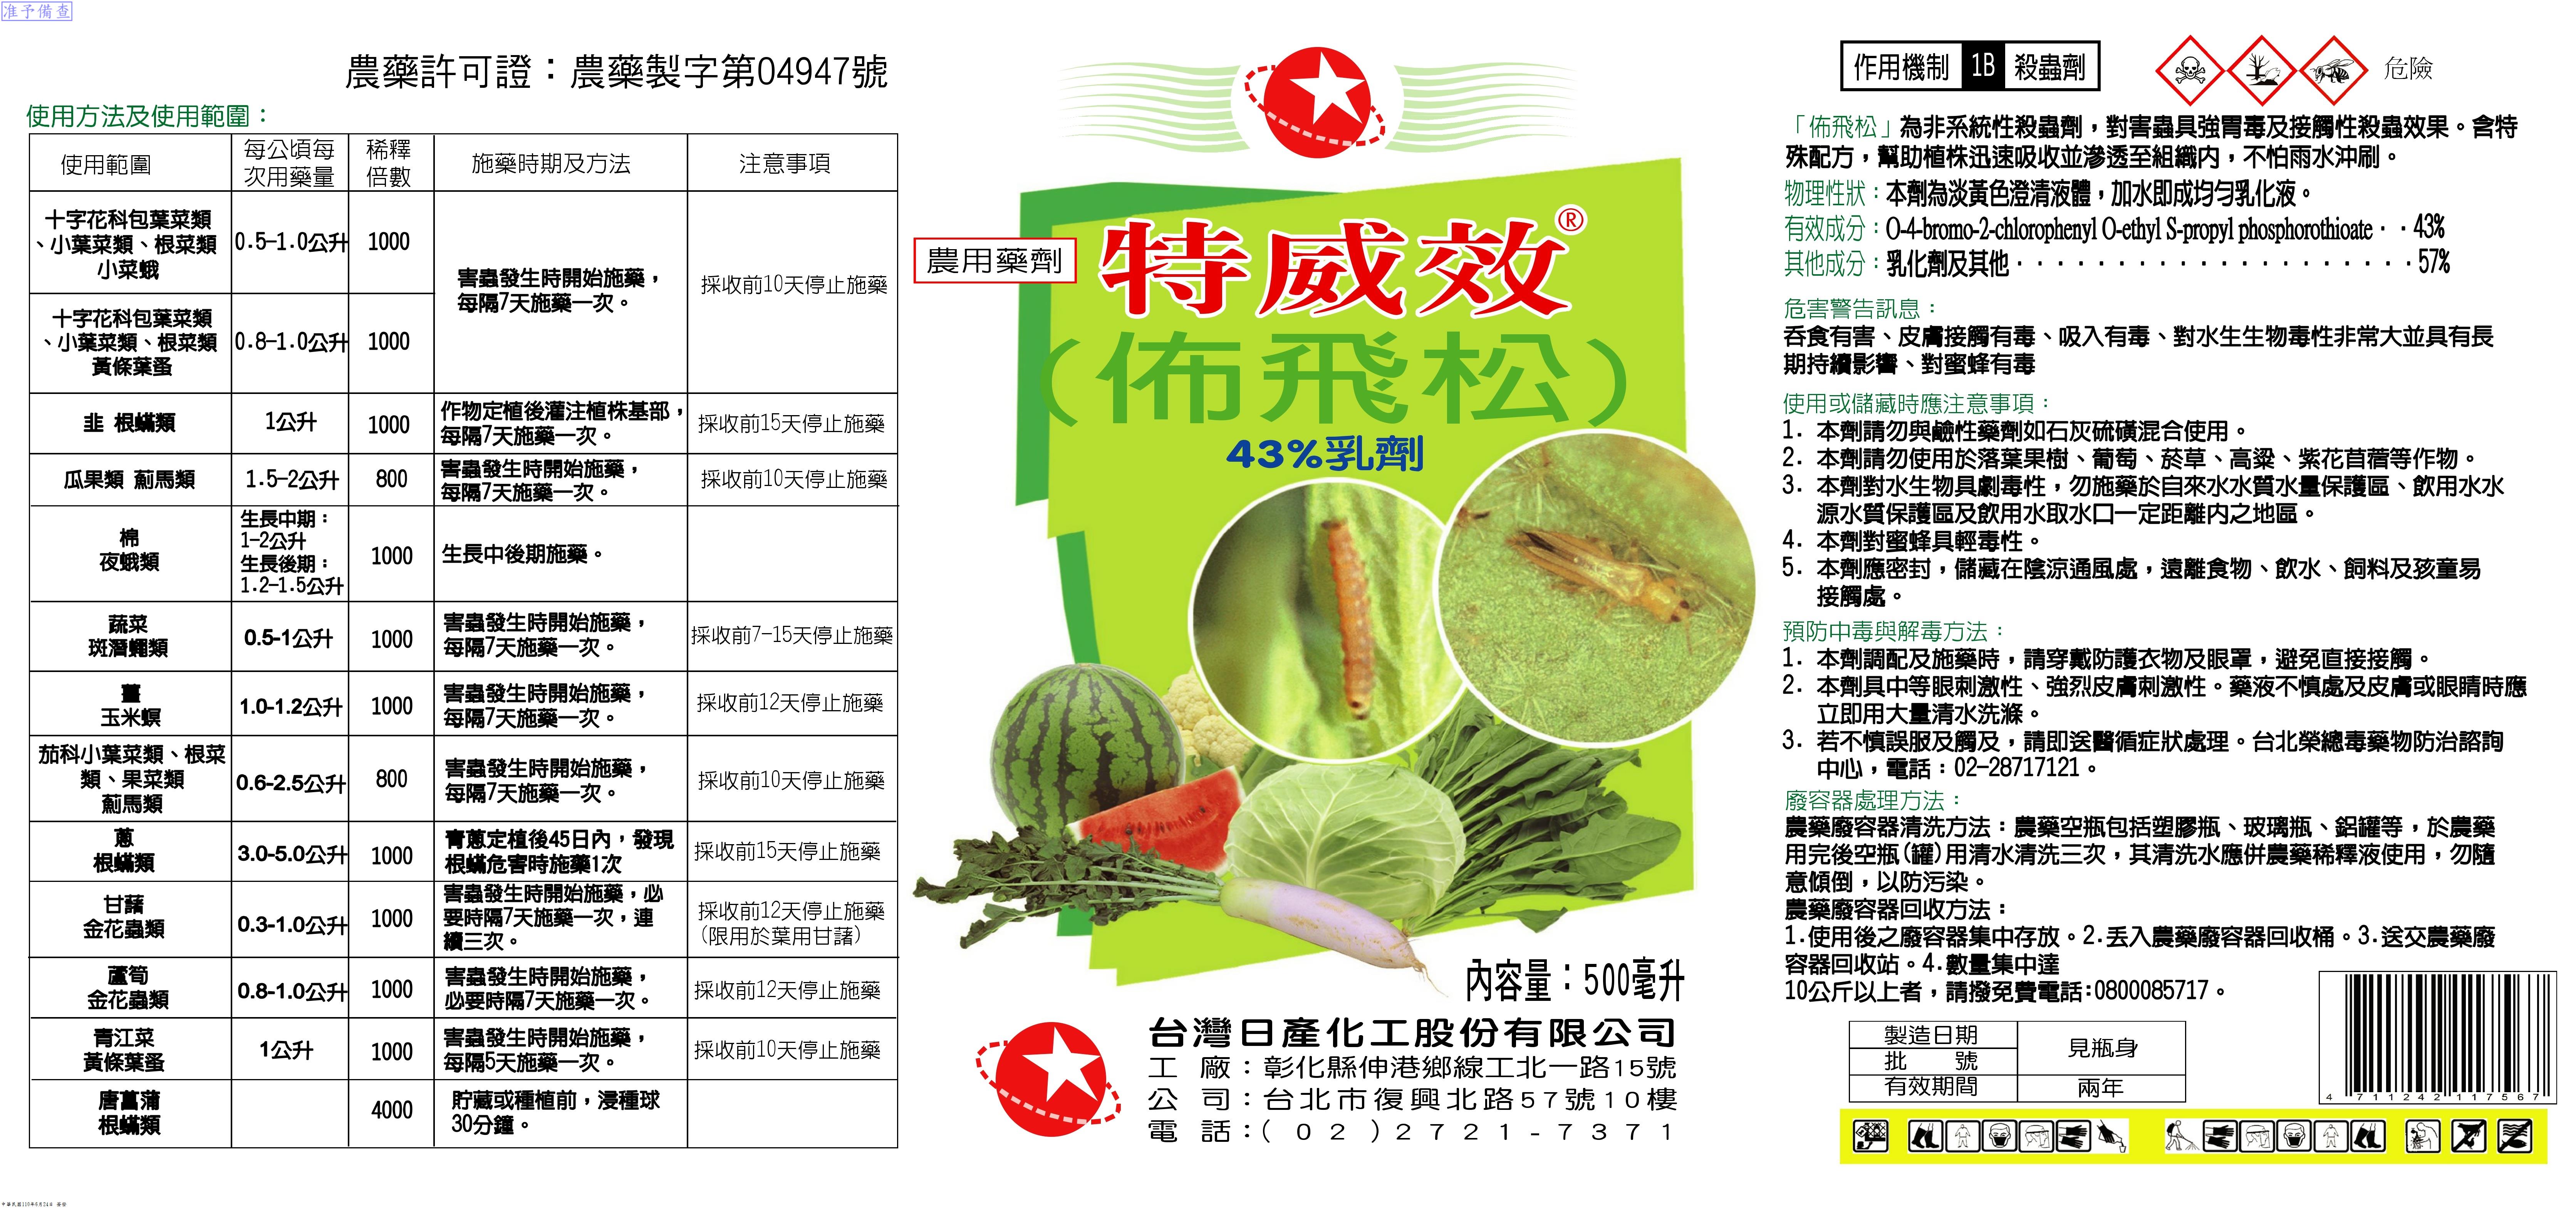 准予備查
農藥許可證：農藥製字第04947號
使用方法及使用範圍：
使用範圍
每公頃每
次用藥量
稀釋
倍數
施藥時期及方法
注意事項
十字花科包葉菜類
、小葉菜類、根菜類
小菜蛾
0.5-1.0公升
1000
害蟲發生時開始施藥，
每隔7天施藥一次。
採收前10天停止施藥
十字花科包葉菜類
、小葉菜類、根菜類
黃條葉蚤
0.8-1.0公升
1000
韭 根蟎類
1公升
1000
作物定植後灌注植株基部，
每隔7天施藥一次。
採收前15天停止施藥
瓜果類 薊馬類
1.5-2公升
800
害蟲發生時開始施藥，
每隔7天施藥一次。
採收前10天停止施藥
棉
夜蛾類
生長中期：
1-2公升
生長後期：
1.2-1.5公升
1000
生長中後期施藥。
蔬菜
斑潛蠅類
0.5-1公升
1000
害蟲發生時開始施藥，
每隔7天施藥一次。
採收前7-15天停止施藥
薑
玉米螟
1.0-1.2公升
1000
害蟲發生時開始施藥，
每隔7天施藥一次。
採收前12天停止施藥
茄科小葉菜類、根菜
類、果菜類
薊馬類
0.6-2.5公升
800
害蟲發生時開始施藥，
每隔7天施藥一次。
採收前10天停止施藥
蔥
根蟎類
3.0-5.0公升
1000
青蔥定植後45日內，發現
根蟎危害時施藥1次
採收前15天停止施藥
甘藷
金花蟲類
0.3-1.0公升
1000
害蟲發生時開始施藥，必
要時隔7天施藥一次，連
續三次。
採收前12天停止施藥
(限用於葉用甘藷)
蘆筍
金花蟲類
0.8-1.0公升
1000
害蟲發生時開始施藥，
必要時隔7天施藥一次。
採收前12天停止施藥
青江菜
黃條葉蚤
1公升
1000
害蟲發生時開始施藥，
每隔5天施藥一次。
採收前10天停止施藥
唐菖蒲
根蟎類
4000
貯藏或種植前，浸種球
30分鐘。
農用藥劑
特威效®
(佈飛松)
43%乳劑
內容量：500毫升
台灣日產化工股份有限公司
工 廠：彰化縣伸港鄉線工北一路15號
公 司：台北市復興北路57號10樓
電 話：(02)2721-7371
作用機制 1B 殺蟲劑
危險
「佈飛松」為非系統性殺蟲劑，對害蟲具強胃毒及接觸性殺蟲效果。含特
殊配方，幫助植株迅速吸收並滲透至組織內，不怕雨水沖刷。
物理性狀：本劑為淡黃色澄清液體，加水即成均勻乳化液。
有效成分：O-4-bromo-2-chlorophenyl O-ethyl S-propyl phosphorothioate‧‧43%
其他成分：乳化劑及其他‧‧‧‧‧‧‧‧‧‧‧‧‧‧‧‧‧‧‧‧57%
危害警告訊息：
吞食有害、皮膚接觸有毒、吸入有毒、對水生生物毒性非常大並具有長
期持續影響、對蜜蜂有毒
使用或儲藏時應注意事項：
1. 本劑請勿與鹼性藥劑如石灰硫磺混合使用。
2. 本劑請勿使用於落葉果樹、葡萄、菸草、高粱、紫花苜蓿等作物。
3. 本劑對水生物具劇毒性，勿施藥於自來水水質水量保護區、飲用水水
源水質保護區及飲用水取水口一定距離內之地區。
4. 本劑對蜜蜂具輕毒性。
5. 本劑應密封，儲藏在陰涼通風處，遠離食物、飲水、飼料及孩童易
接觸處。
預防中毒與解毒方法：
1. 本劑調配及施藥時，請穿戴防護衣物及眼罩，避免直接接觸。
2. 本劑具中等眼刺激性、強烈皮膚刺激性。藥液不慎處及皮膚或眼睛時應
立即用大量清水洗滌。
3. 若不慎誤服及觸及，請即送醫循症狀處理。台北榮總毒藥物防治諮詢
中心，電話：02-28717121。
廢容器處理方法：
農藥廢容器清洗方法：農藥空瓶包括塑膠瓶、玻璃瓶、鋁罐等，於農藥
用完後空瓶(罐)用清水清洗三次，其清洗水應併農藥稀釋液使用，勿隨
意傾倒，以防污染。
農藥廢容器回收方法：
1.使用後之廢容器集中存放。2.丟入農藥廢容器回收桶。3.送交農藥廢
容器回收站。4.數量集中達
10公斤以上者，請撥免費電話:0800085717。
製造日期
批 號
見瓶身
有效期間
兩年
4 711242 117567
中華民國110年6月24日 簽發